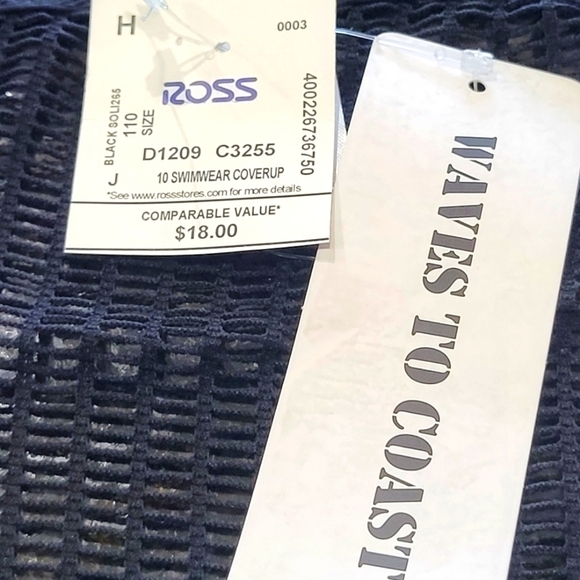 H
0003
ROSS
BLACK SOLI265
110
SIZE
J
400226736750
D1209 C3255
10 SWIMWEAR COVERUP
*See www.rossstores.com for more details
COMPARABLE VALUE*
$18.00
WAVES TO COAST